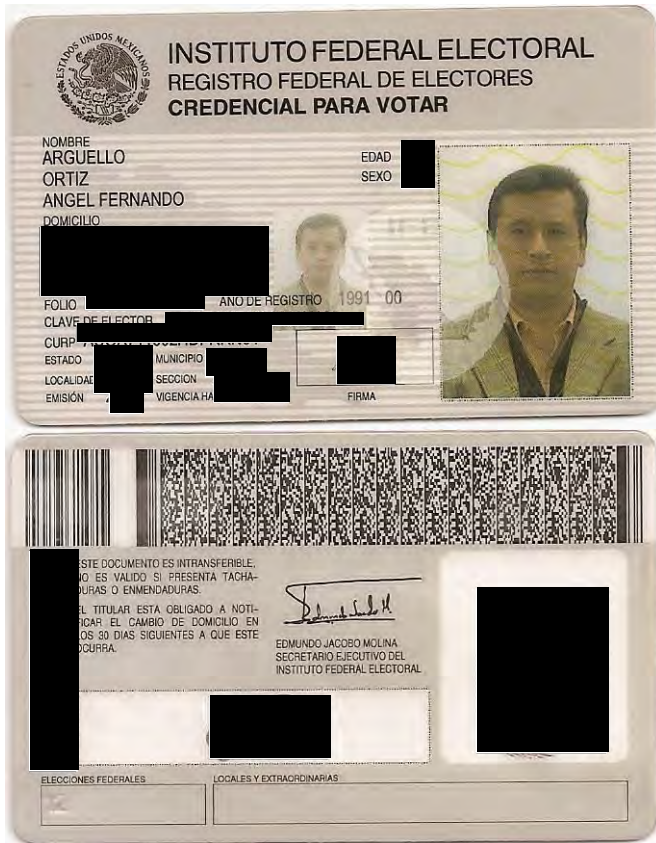 ESTADOS UNIDOS MEXICANOS
INSTITUTO FEDERAL ELECTORAL
REGISTRO FEDERAL DE ELECTORES
CREDENCIAL PARA VOTAR
NOMBRE
ARGUELLO
ORTIZ
ANGEL FERNANDO
EDAD
SEXO
DOMICILIO
FOLIO
AÑO DE REGISTRO 1991 00
CLAVE DE ELECTOR
CURP
ESTADO
MUNICIPIO
LOCALIDAD
SECCION
EMISIÓN
VIGENCIA HA
FIRMA
ESTE DOCUMENTO ES INTRANSFERIBLE,
NO ES VALIDO SI PRESENTA TACHA-
DURAS O ENMENDADURAS.
EL TITULAR ESTA OBLIGADO A NOTI-
FICAR EL CAMBIO DE DOMICILIO EN
LOS 30 DIAS SIGUIENTES A QUE ESTE
OCURRA.
EDMUNDO JACOBO MOLINA
SECRETARIO EJECUTIVO DEL
INSTITUTO FEDERAL ELECTORAL
ELECCIONES FEDERALES
LOCALES Y EXTRAORDINARIAS